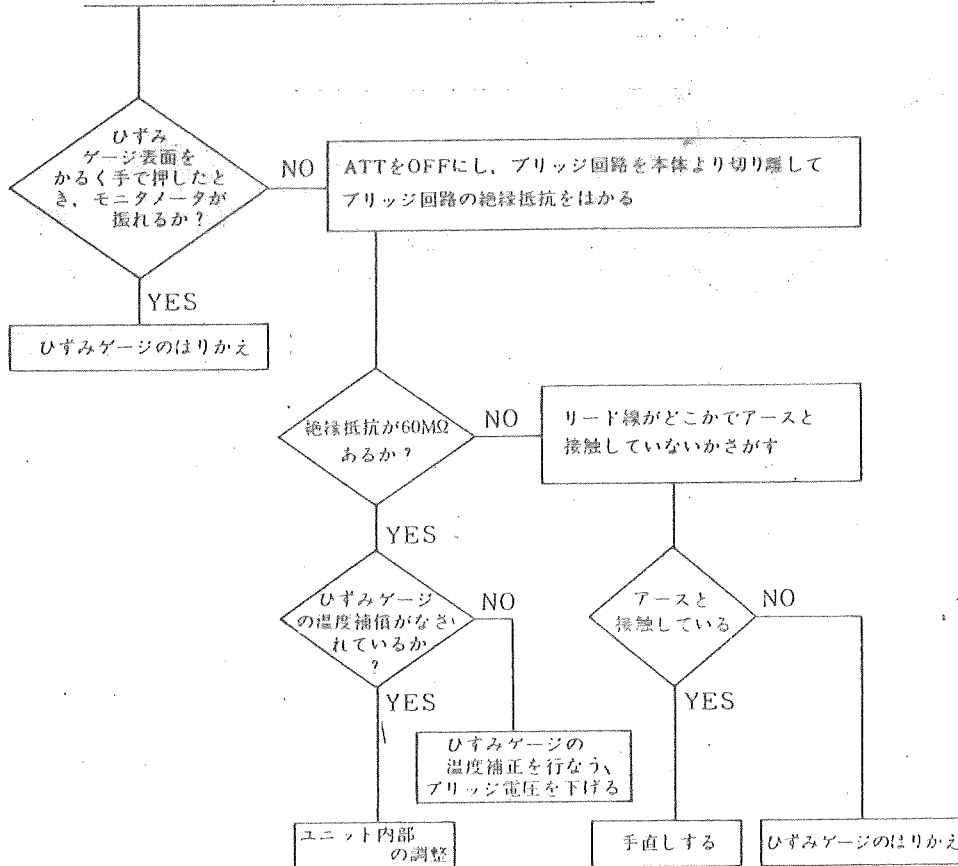 ひずみ
ゲージ表面を
かるく手で押したと
き，モニタメータが
振れるか？
NO
ATTをOFFにし，ブリッジ回路を本体より切り離して
ブリッジ回路の絶縁抵抗をはかる
YES
ひずみゲージのはりかえ
絶縁抵抗が60MΩ
あるか？
NO
リード線がどこかでアースと
接触していないかさがす
YES
ひずみゲージ
の温度補償がなさ
れているか
？
NO
アースと
接触している
NO
YES
YES
ひずみゲージの
温度補正を行なう、
ブリッジ電圧を下げる
ユニット内部
の調整
手直しする
ひずみゲージのはりかえ